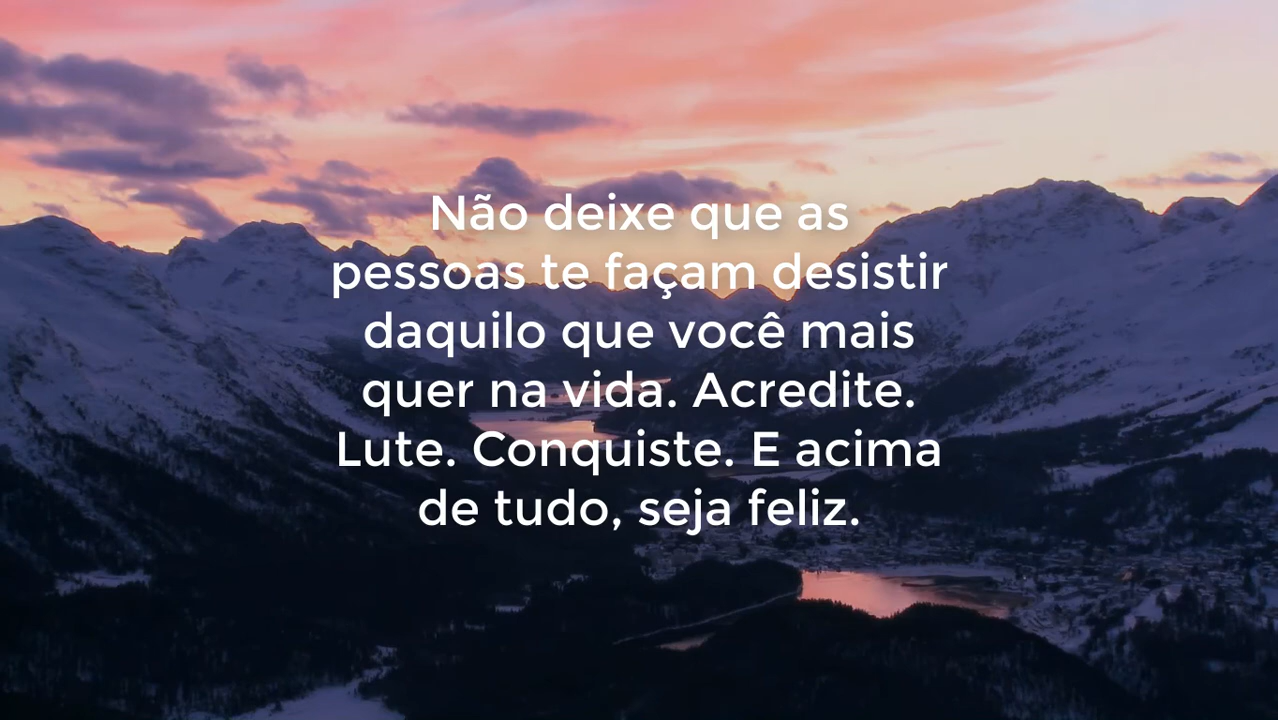 Não deixe que as
pessoas te façam desistir
daquilo que você mais
quer na vida. Acredite.
Lute. Conquiste. E acima
de tudo, seja feliz.